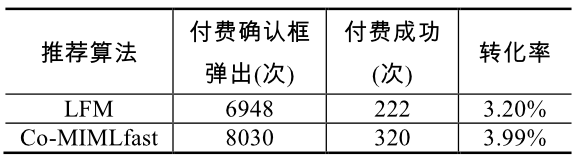 推荐算法 付费确认框 付费成功 转化率
弹出(次) (次)
LFM 6948 222 3.20%
Co-MIMLfast 8030 320 3.99%